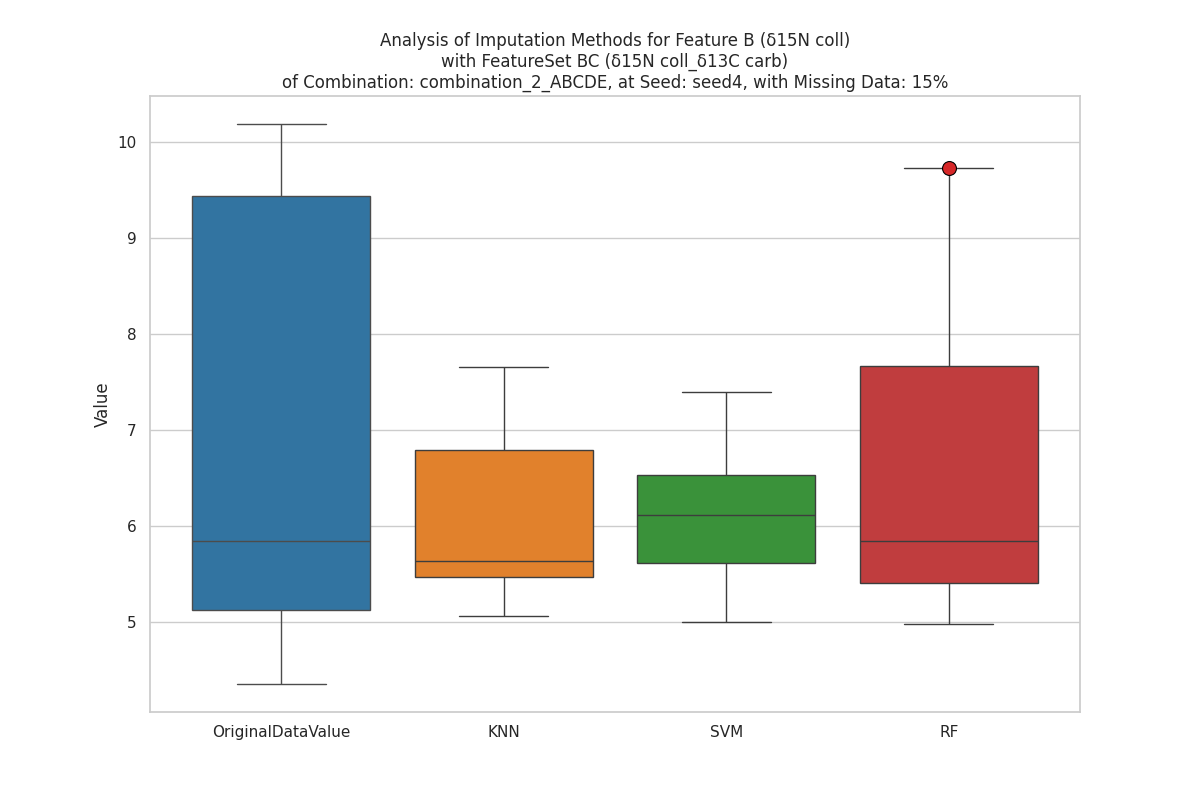 Analysis of Imputation Methods for Feature B (δ15N coll)
with FeatureSet BC (δ15N coll_δ13C carb)
of Combination: combination_2_ABCDE, at Seed: seed4, with Missing Data: 15%
10
9
8
7
6
5
Value
OriginalDataValue
KNN
SVM
RF